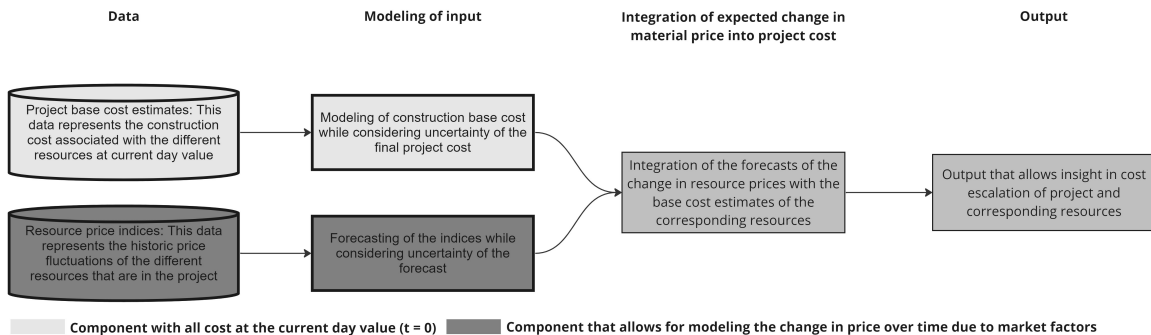 Data
Modeling of input
Integration of expected change in
material price into project cost
Output
Project base cost estimates: This
data represents the construction
cost associated with the different
resources at current day value
Modeling of construction base cost
while considering uncertainty of the
final project cost
Integration of the forecasts of the
change in resource prices with the
base cost estimates of the
corresponding resources
Output that allows insight in cost
escalation of project and
corresponding resources
Resource price indices: This data
represents the historic price
fluctuations of the different
resources that are in the project
Forecasting of the indices while
considering uncertainty of the
forecast
Component with all cost at the current day value (t = 0)
Component that allows for modeling the change in price over time due to market factors